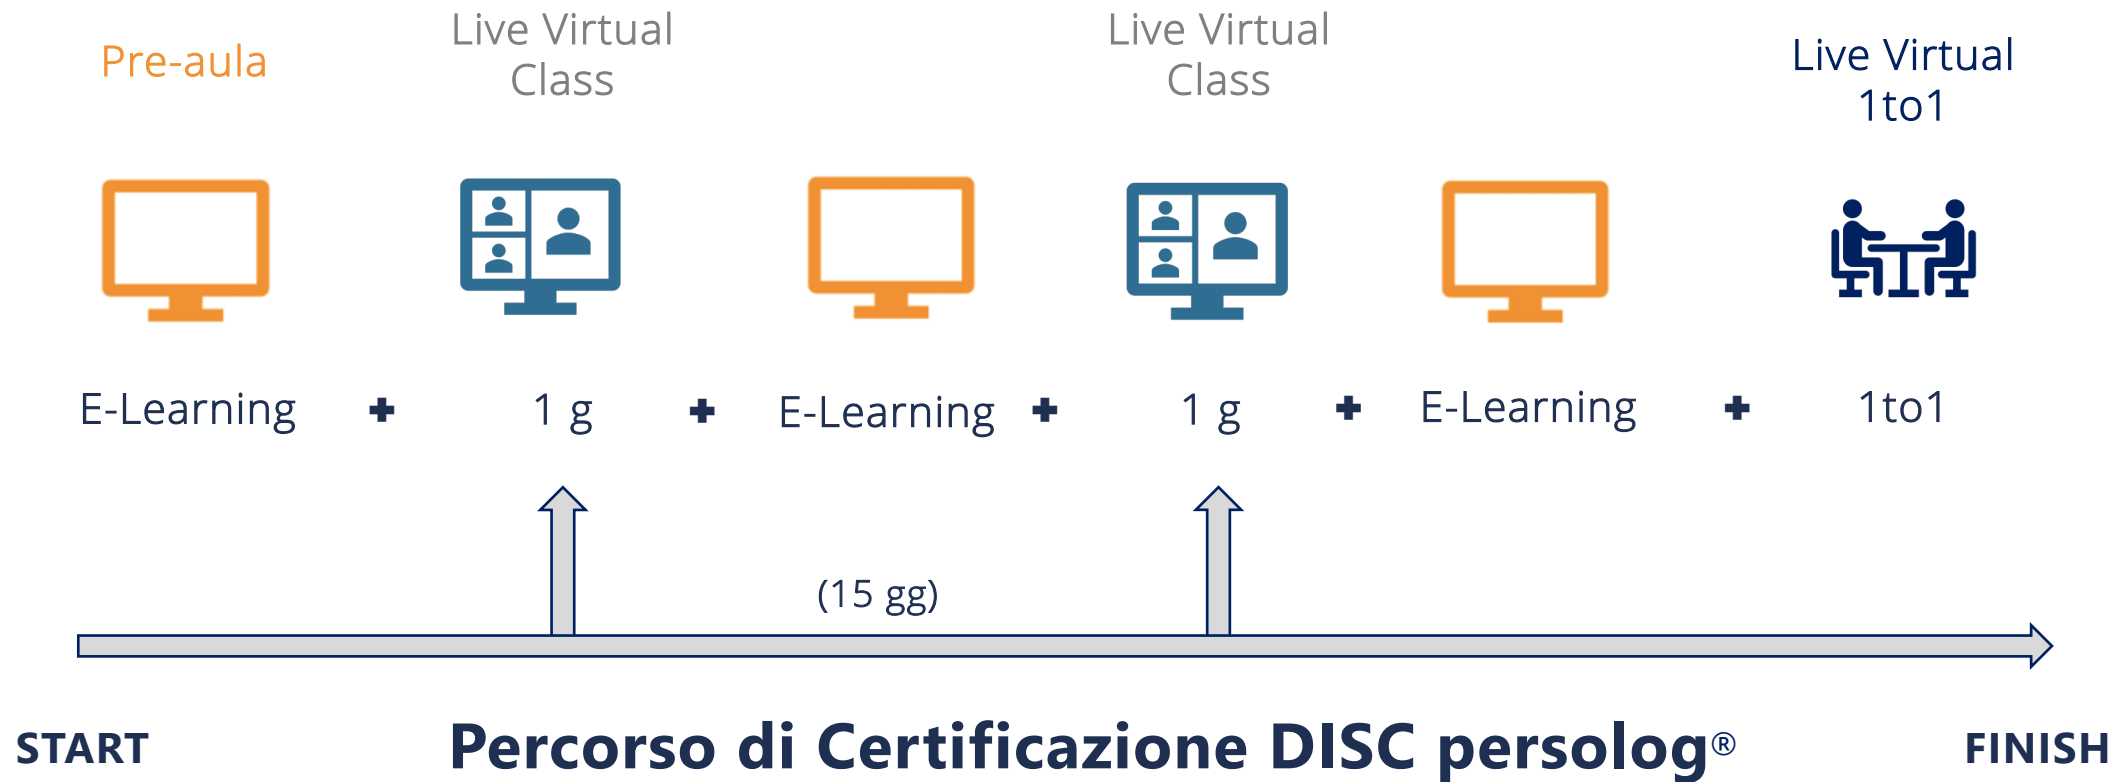 Pre-aula
Live Virtual
Class
Live Virtual
Class
Live Virtual
1to1
E-Learning + 1 g + E-Learning + 1 g + E-Learning + 1to1
(15 gg)
START
Percorso di Certificazione DISC persolog®
FINISH